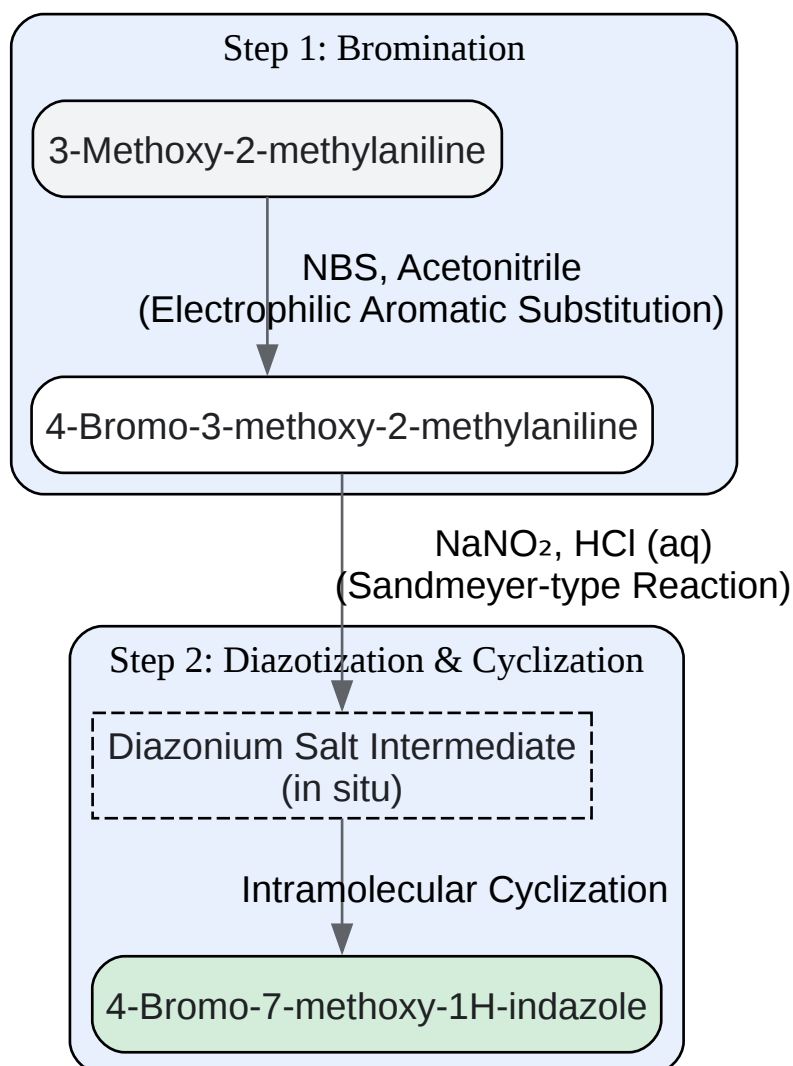 Step 1: Bromination
3-Methoxy-2-methylaniline
NBS, Acetonitrile
(Electrophilic Aromatic Substitution)
4-Bromo-3-methoxy-2-methylaniline
NaNO₂, HCl (aq)
(Sandmeyer-type Reaction)
Step 2: Diazotization & Cyclization
Diazonium Salt Intermediate
(in situ)
Intramolecular Cyclization
4-Bromo-7-methoxy-1H-indazole